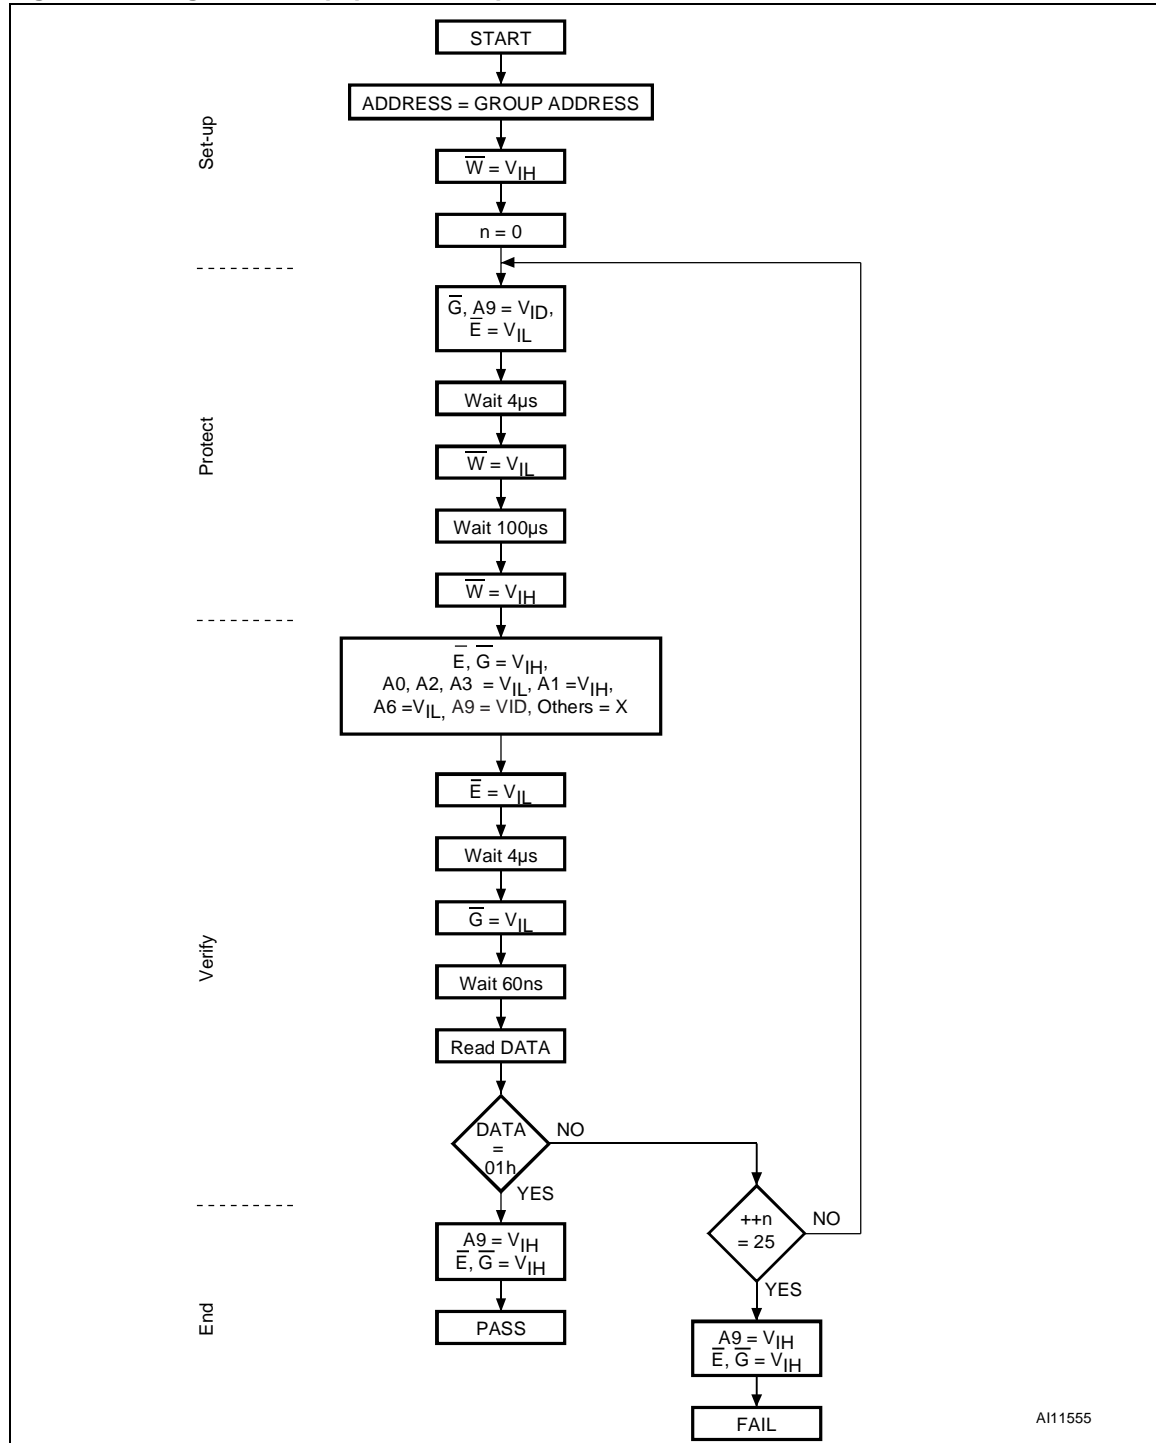 START
ADDRESS = GROUP ADDRESS
Set-up
W̅ = VIH
n = 0
G̅, A9 = VID,
E̅ = VIL
Wait 4µs
Protect
W̅ = VIL
Wait 100µs
W̅ = VIH
E̅, G̅ = VIH,
A0, A2, A3 = VIL, A1 =VIH,
A6 =VIL, A9 = VID, Others = X
E̅ = VIL
Wait 4µs
G̅ = VIL
Verify
Wait 60ns
Read DATA
DATA
=
01h
NO
YES
++n
= 25
NO
YES
A9 = VIH
E̅, G̅ = VIH
End
PASS
A9 = VIH
E̅, G̅ = VIH
FAIL
AI11555